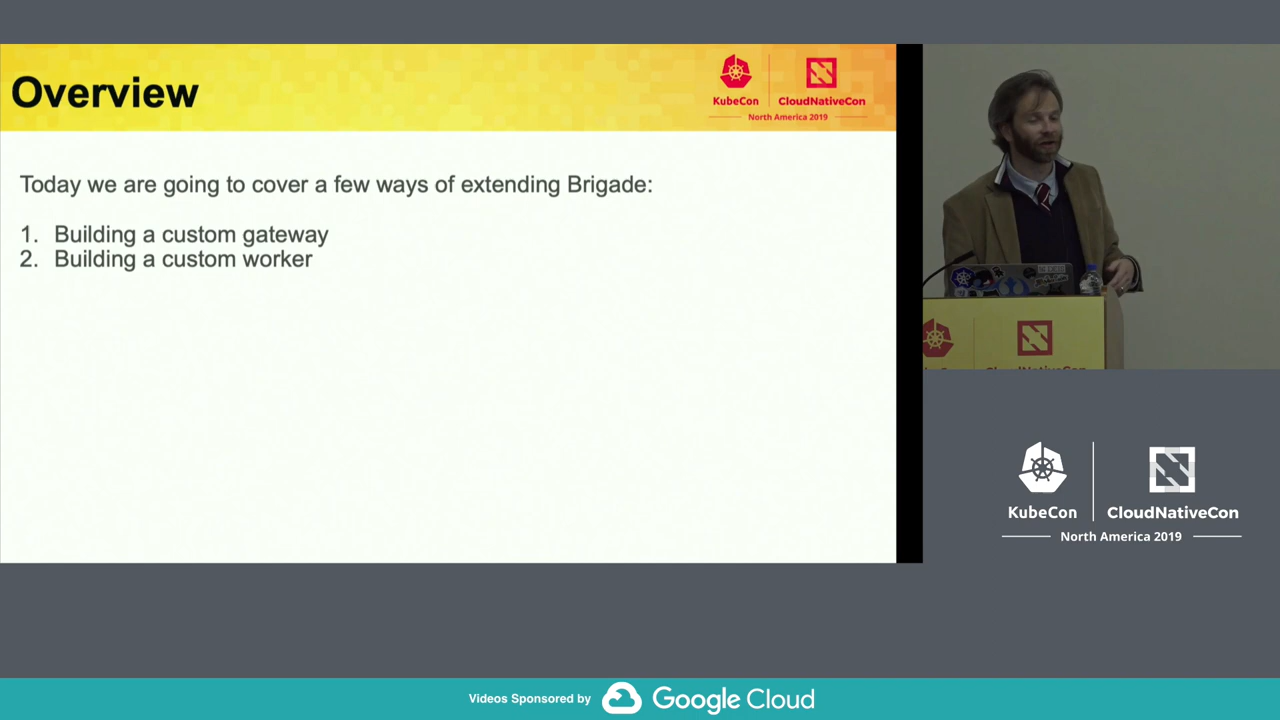 Overview
KubeCon
CloudNativeCon
North America 2019
Today we are going to cover a few ways of extending Brigade:
1. Building a custom gateway
2. Building a custom worker
KubeCon
CloudNativeCon
North America 2019
Videos Sponsored by
Google Cloud